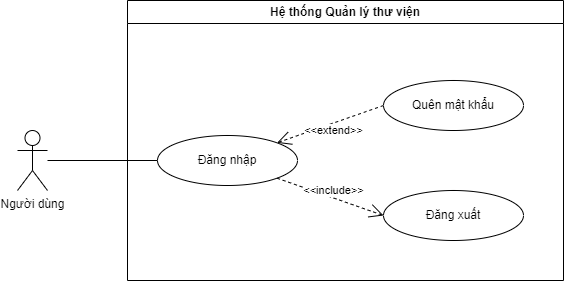 Hệ thống Quản lý thư viện
Quên mật khẩu
<<extend>>
Đăng nhập
<<include>>
Người dùng
Đăng xuất